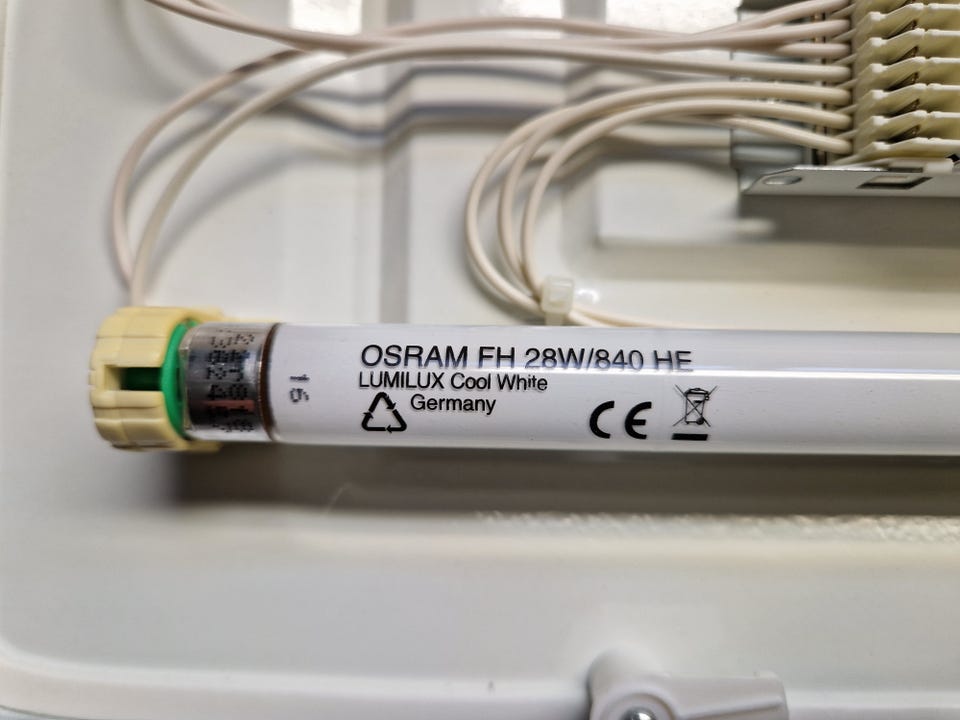 OSRAM FH 28W/840 HE
LUMILUX Cool White
Germany
CE